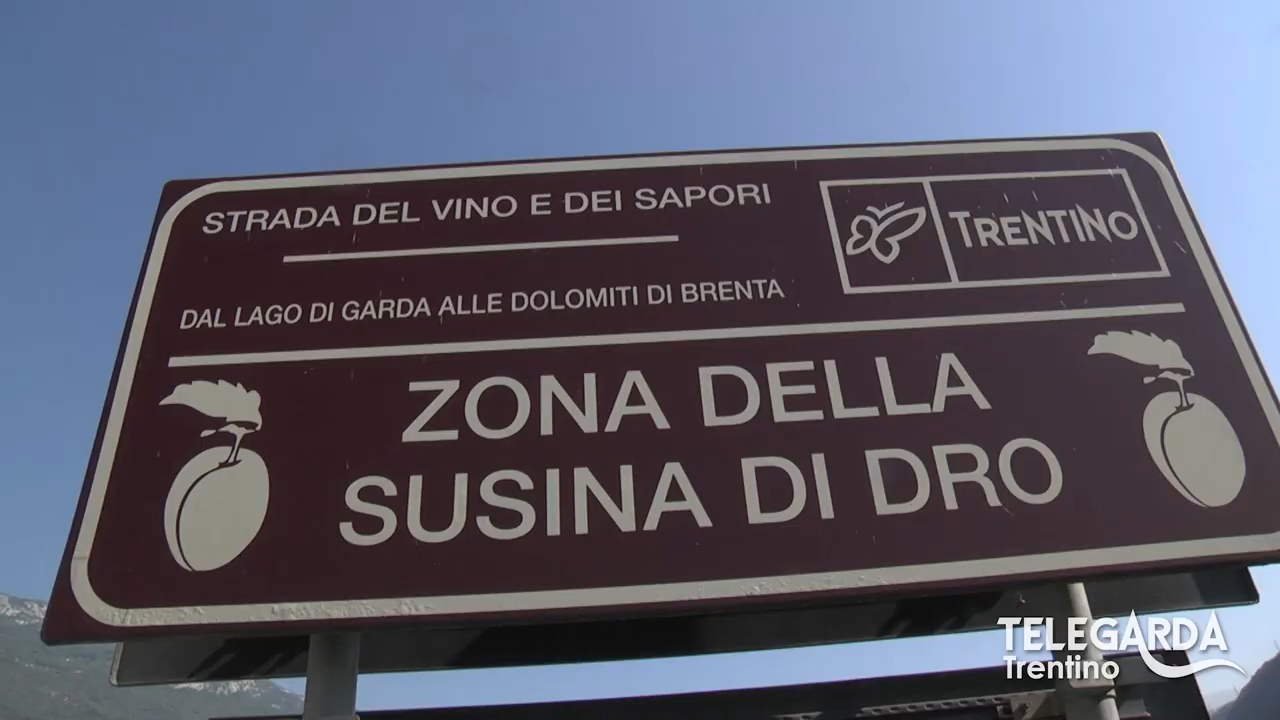 STRADA DEL VINO E DEI SAPORI
TRENTINO
DAL LAGO DI GARDA ALLE DOLOMITI DI BRENTA
ZONA DELLA
SUSINA DI DRO
TELEGARDA
Trentino